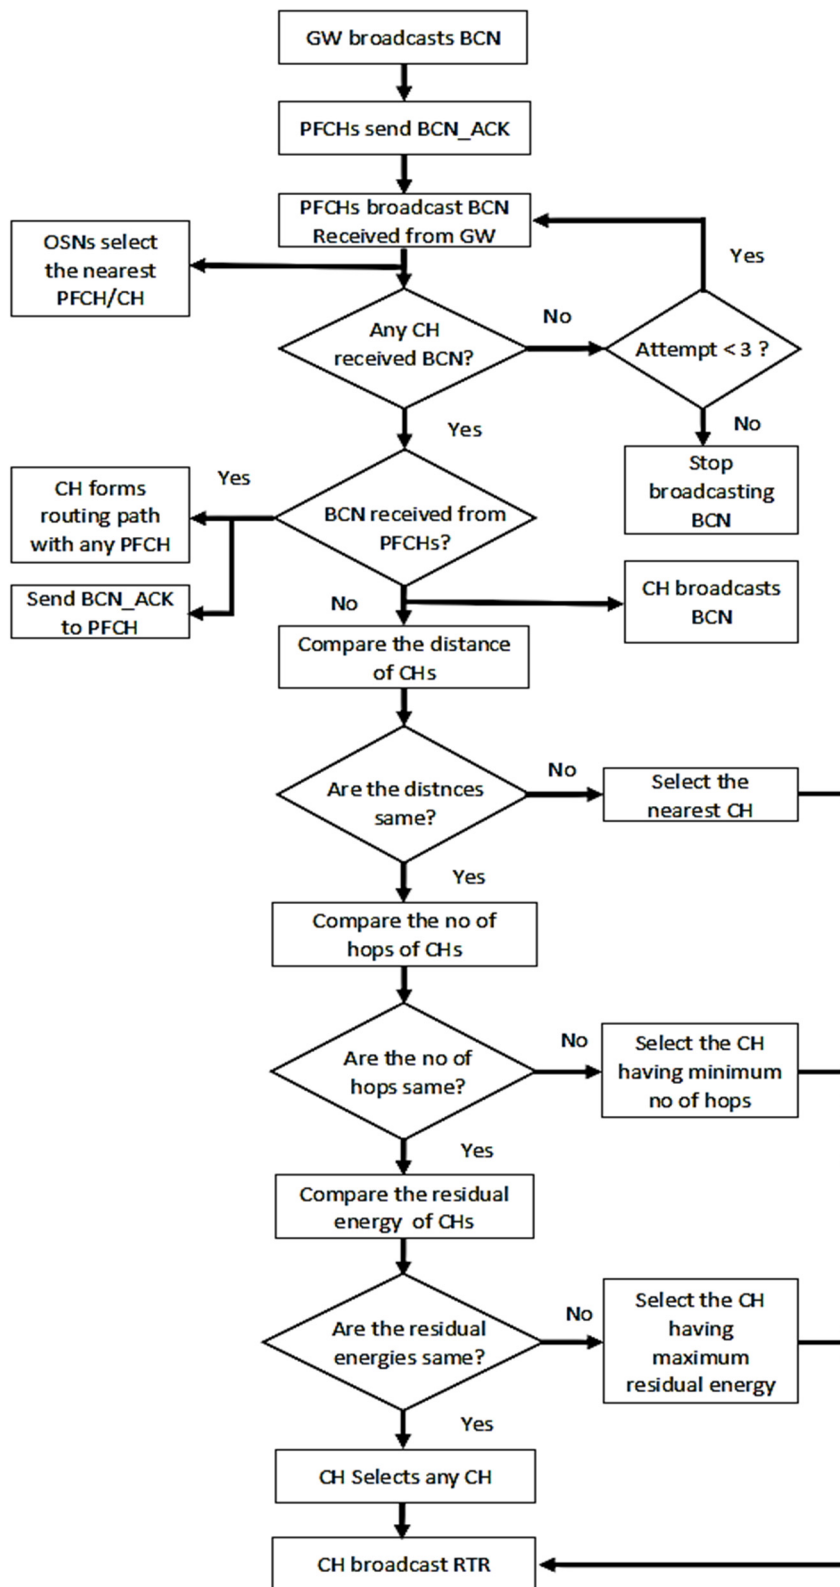 GW broadcasts BCN
PFCHs send BCN_ACK
PFCHs broadcast BCN
Received from GW
OSNs select
the nearest
PFCH/CH
Yes
Any CH
received BCN?
No
Attempt < 3 ?
Yes
No
Stop
broadcasting
BCN
CH forms
routing path
with any PFCH
Yes
BCN received from
PFCHs?
Send BCN_ACK
to PFCH
No
CH broadcasts
BCN
Compare the distance
of CHs
Are the distnces
same?
No
Select the
nearest CH
Yes
Compare the no of
hops of CHs
Are the no of
hops same?
No
Select the CH
having minimum
no of hops
Yes
Compare the residual
energy of CHs
Are the residual
energies same?
No
Select the CH
having
maximum
residual energy
Yes
CH Selects any CH
CH broadcast RTR